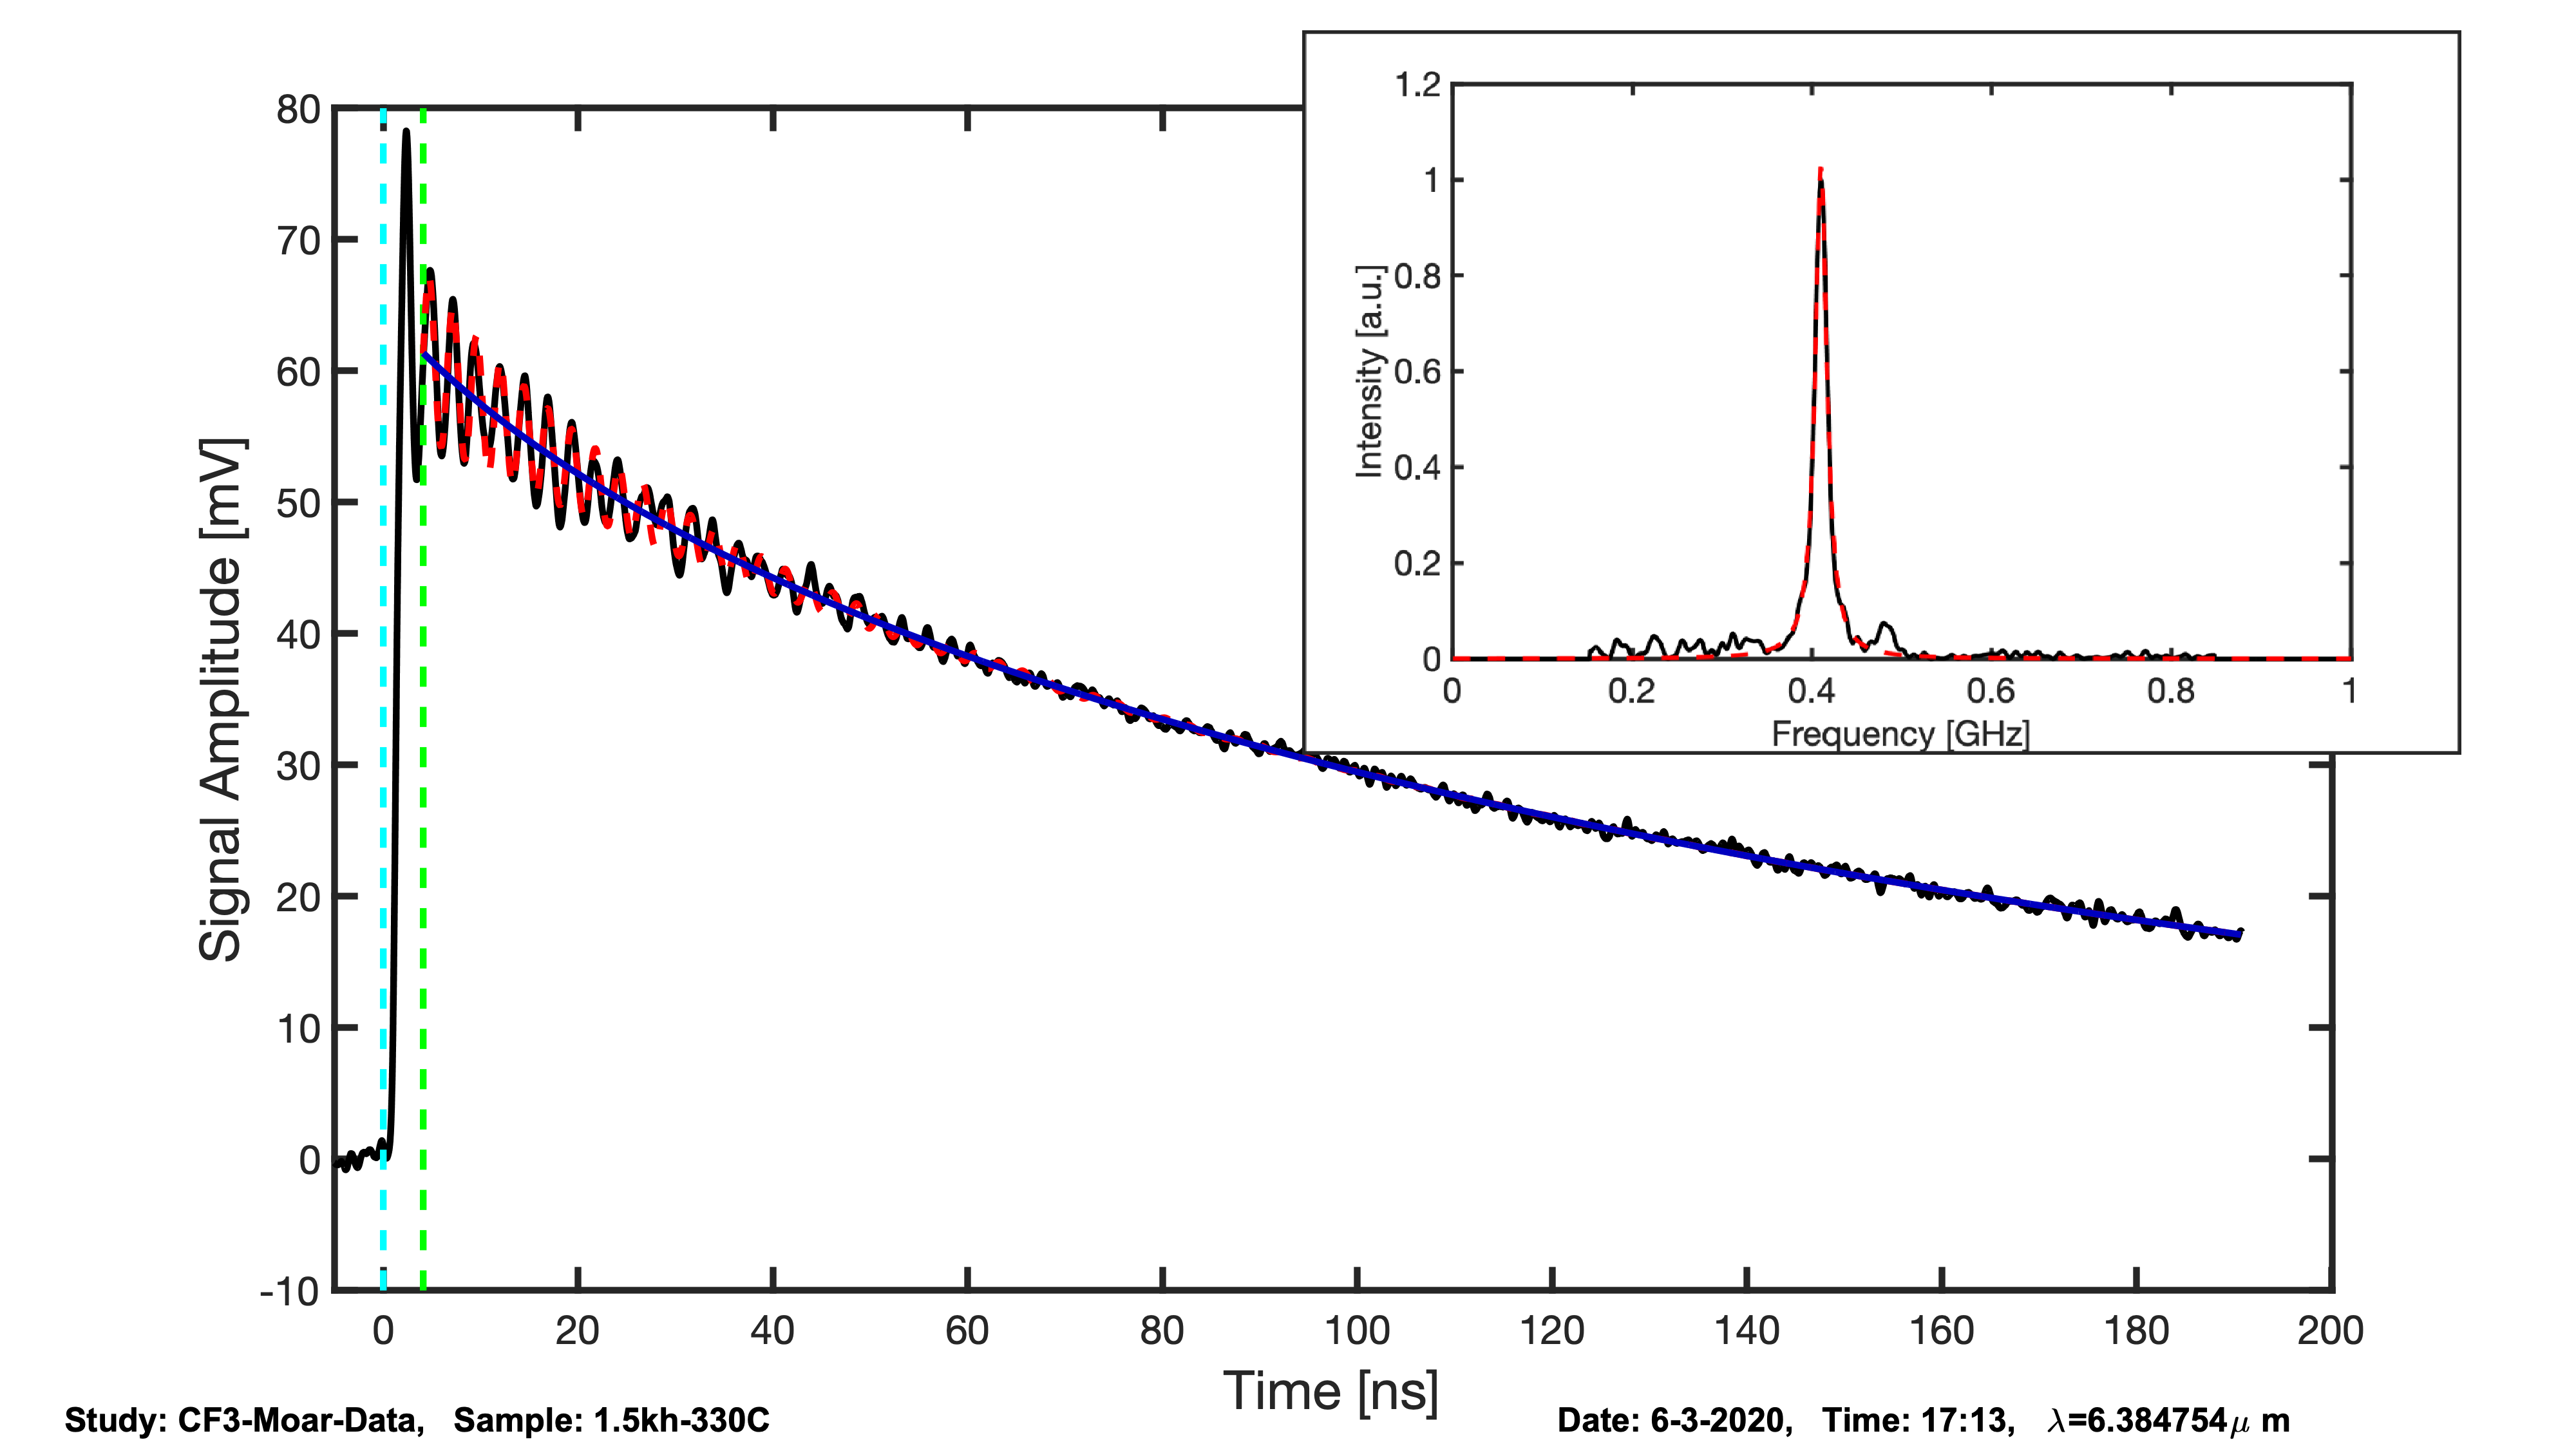 1.2
1
0.8
0.6
0.4
0.2
0
Intensity [a.u.]
0 0.2 0.4 0.6 0.8 1
Frequency [GHz]
80
70
60
50
40
30
20
10
0
-10
Signal Amplitude [mV]
0 20 40 60 80 100 120 140 160 180 200
Time [ns]
Study: CF3-Moar-Data, Sample: 1.5kh-330C
Date: 6-3-2020, Time: 17:13, λ=6.384754μ m